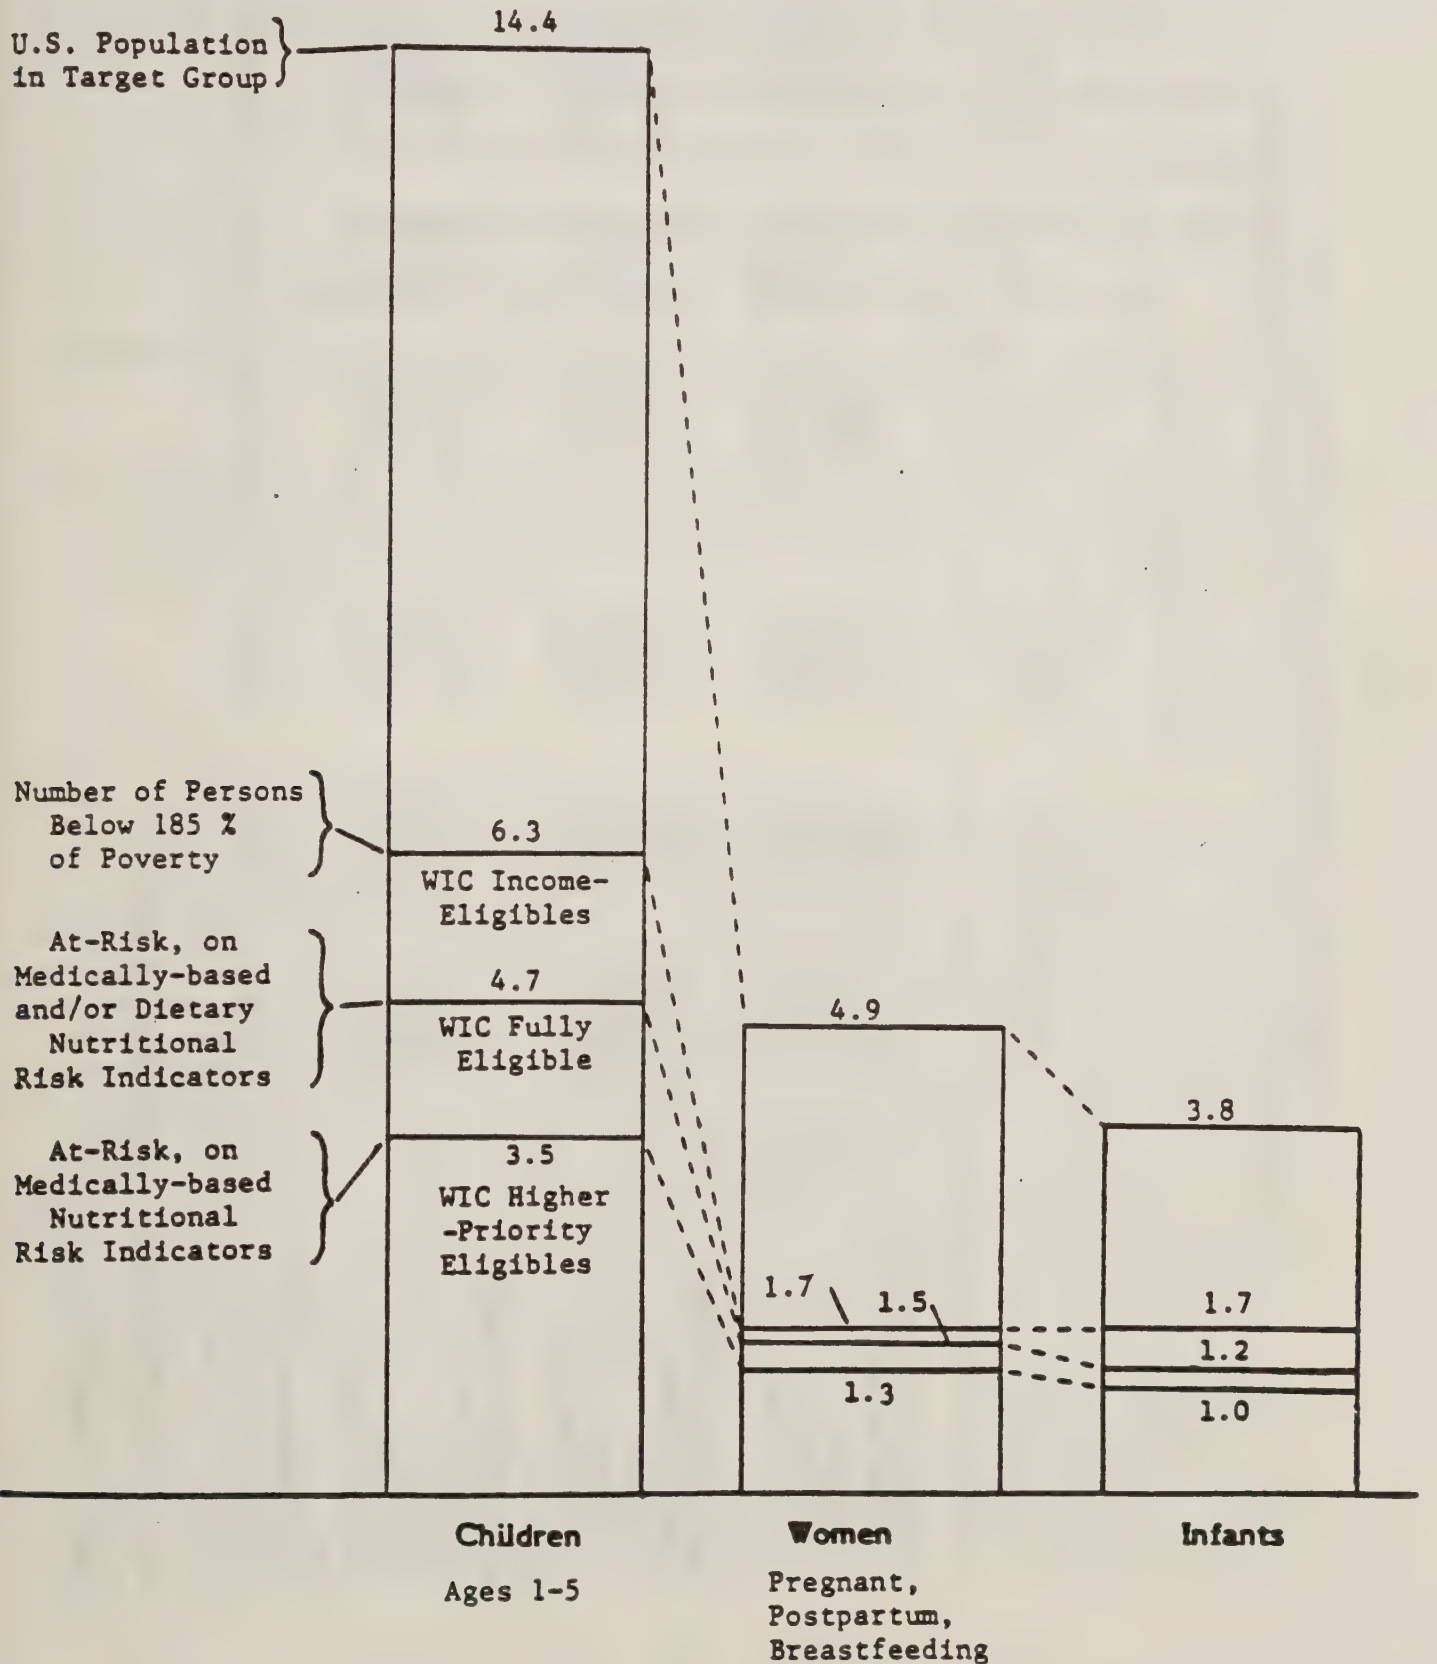 14.4
U.S. Population
in Target Group
Number of Persons
Below 185 %
of Poverty
6.3
WIC Income-
Eligibles
At-Risk, on
Medically-based
and/or Dietary
Nutritional
Risk Indicators
4.7
WIC Fully
Eligible
4.9
3.8
At-Risk, on
Medically-based
Nutritional
Risk Indicators
3.5
WIC Higher
-Priority
Eligibles
1.7
1.5
1.3
1.7
1.2
1.0
Children
Ages 1-5
Women
Pregnant,
Postpartum,
Breastfeeding
Infants